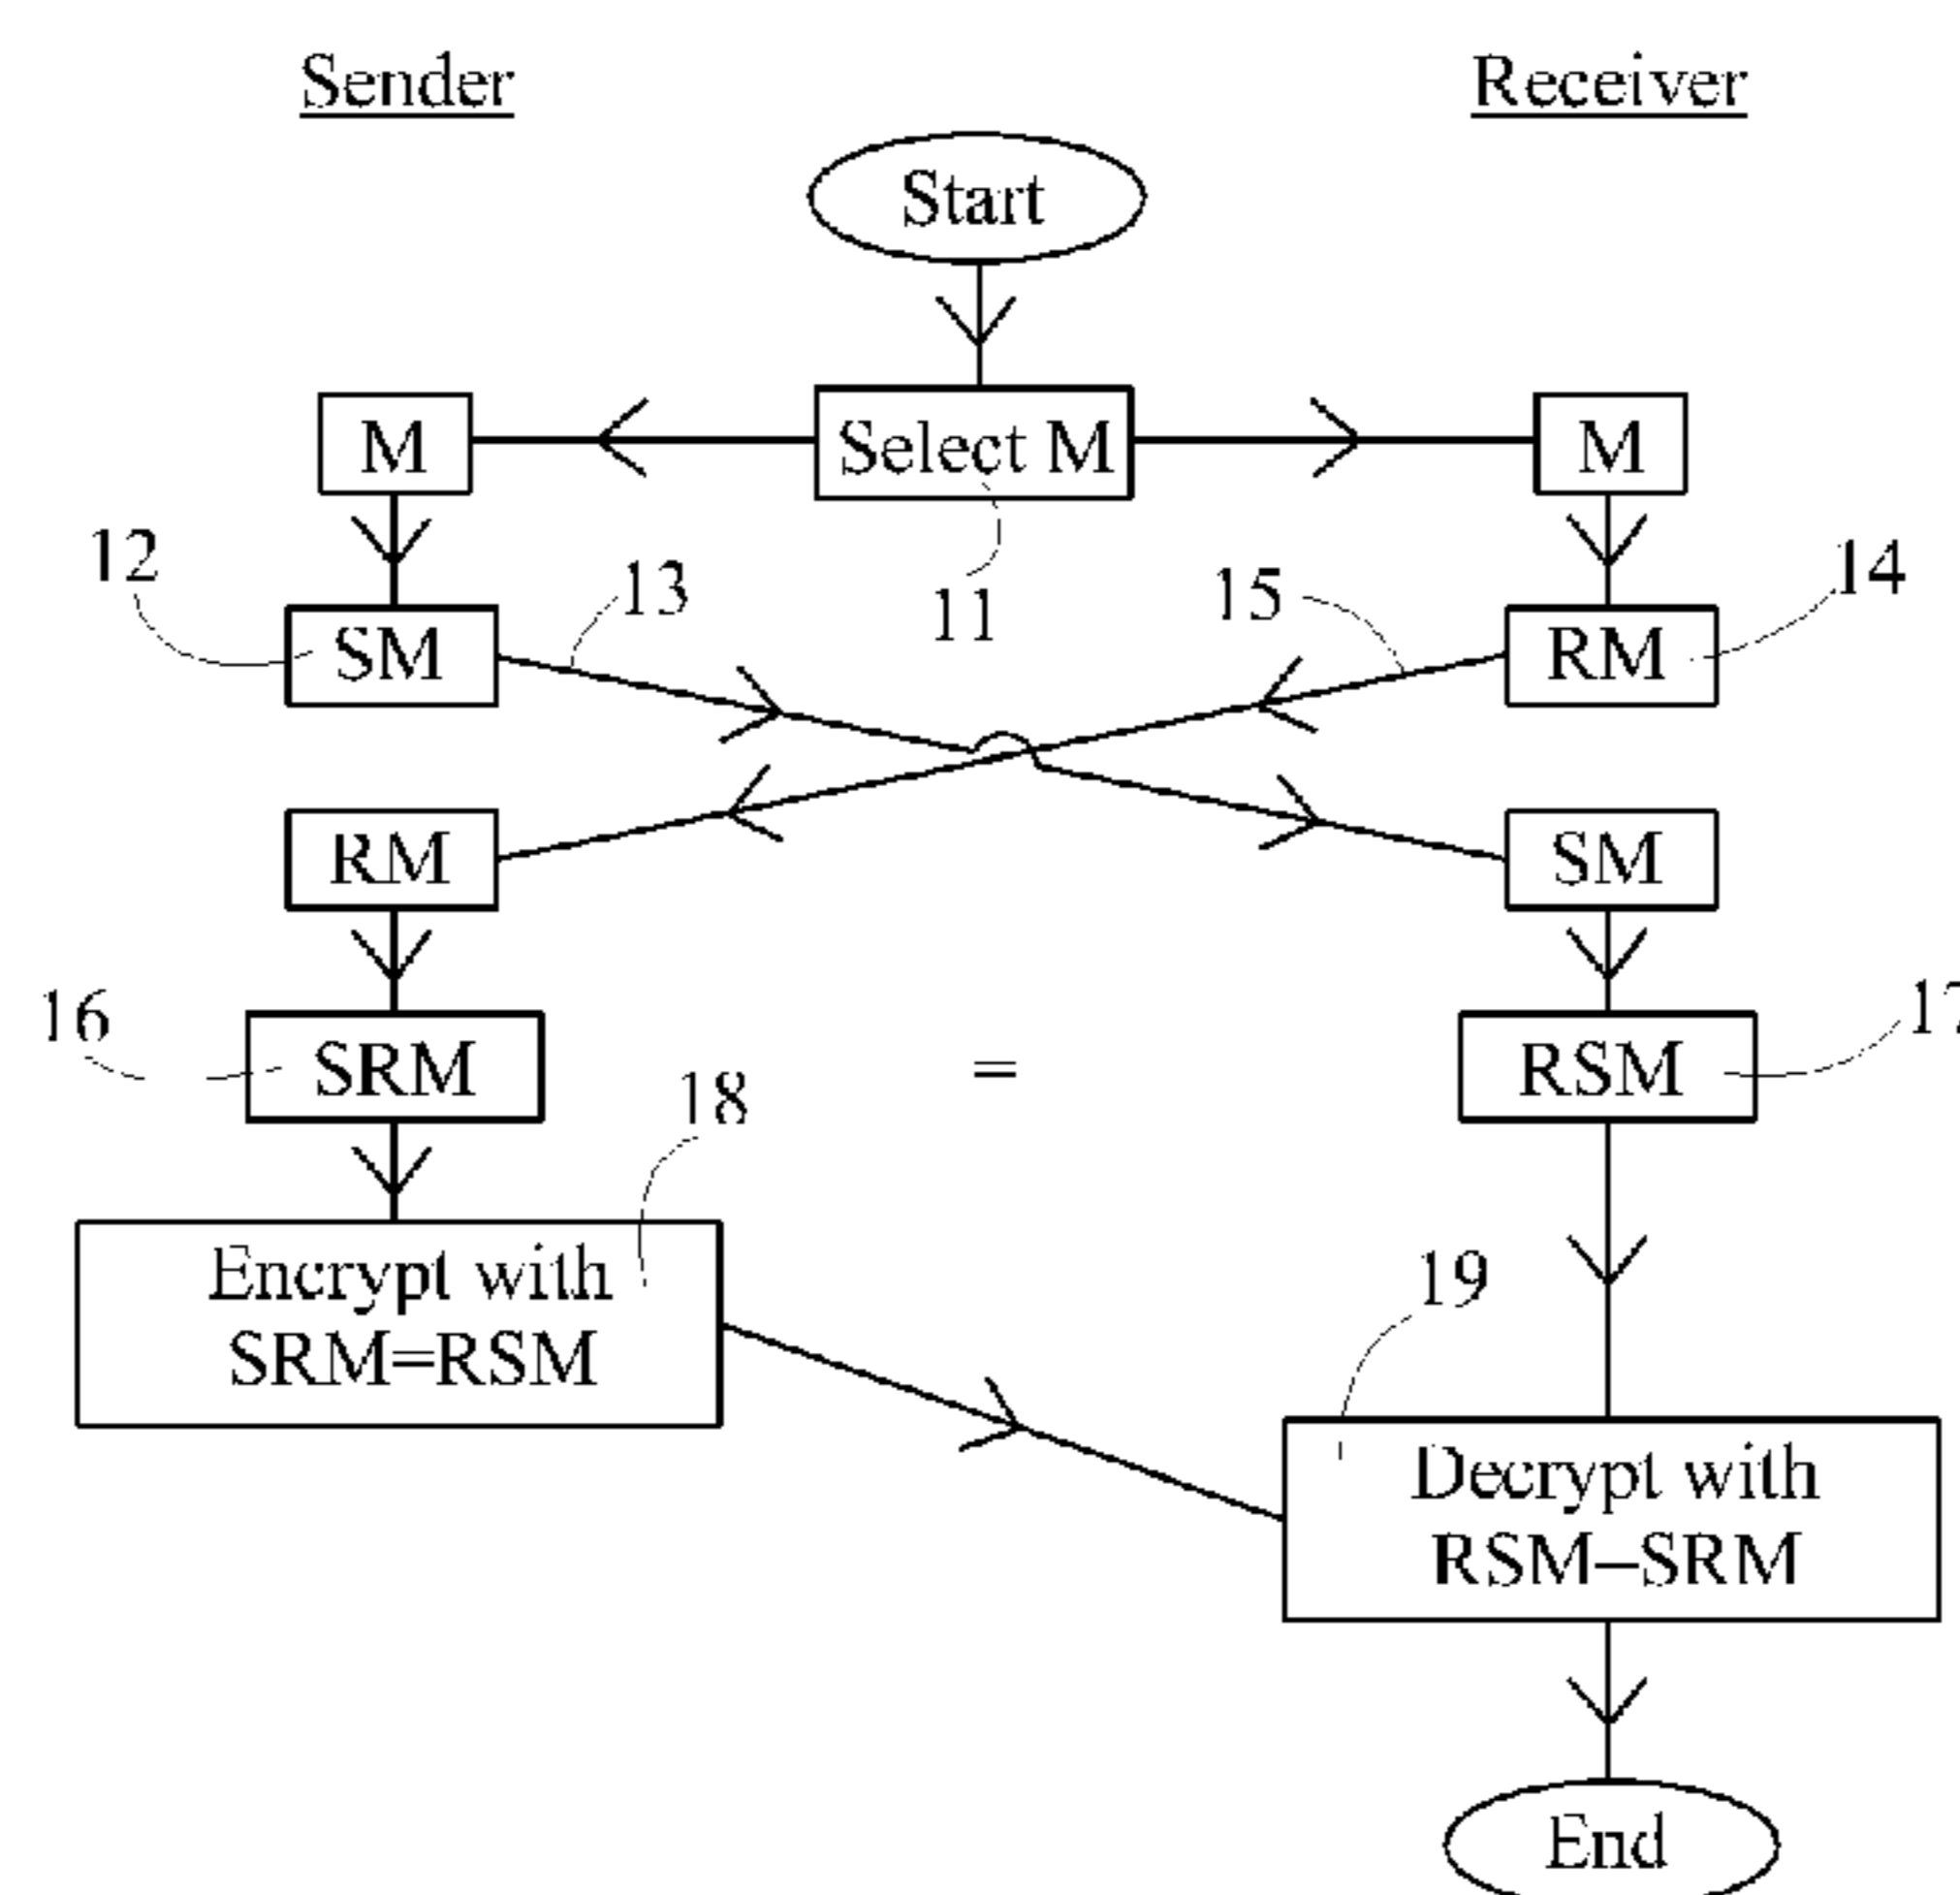 Sender
Receiver
Start
M
Select M
M
12
13
11
15
14
SM
RM
RM
SM
16
SRM
18
=
RSM
17
Encrypt with
SRM=RSM
19
Decrypt with
RSM–SRM
End